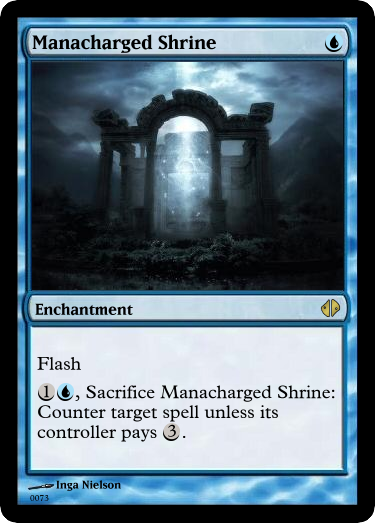 Manacharged Shrine
Enchantment
Flash
1, Sacrifice Manacharged Shrine:
Counter target spell unless its
controller pays 3.
Inga Nielson
0073